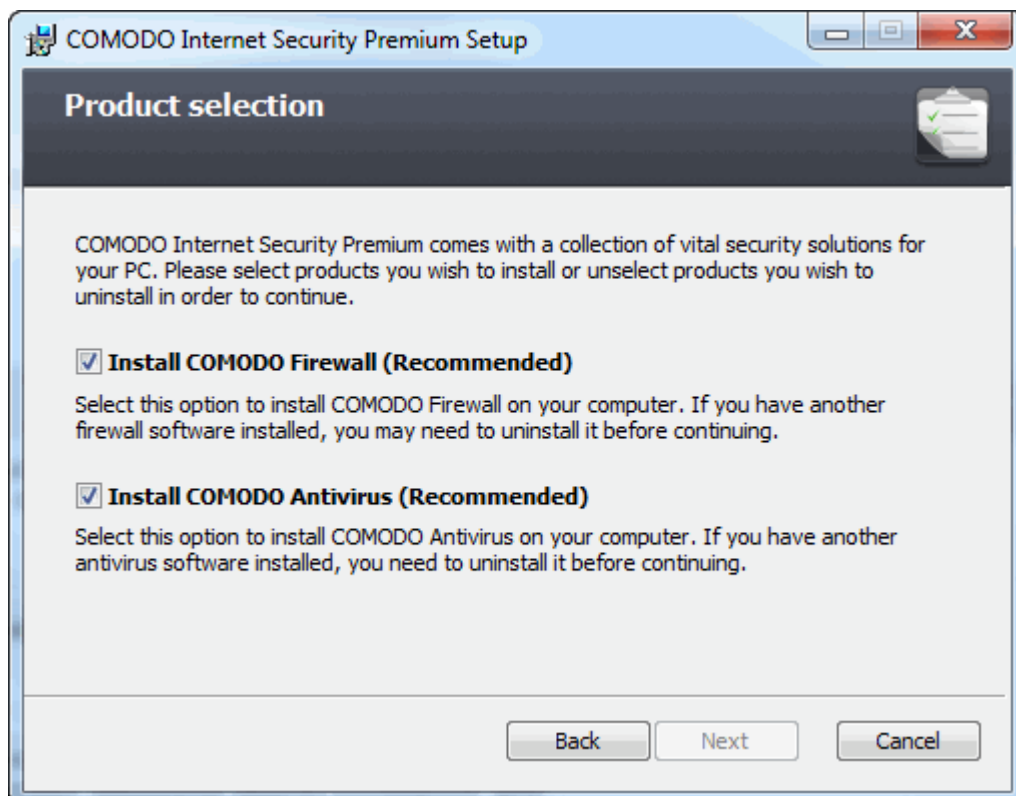 COMODO Internet Security Premium Setup
Product selection
COMODO Internet Security Premium comes with a collection of vital security solutions for
your PC. Please select products you wish to install or unselect products you wish to
uninstall in order to continue.
Install COMODO Firewall (Recommended)
Select this option to install COMODO Firewall on your computer. If you have another
firewall software installed, you may need to uninstall it before continuing.
Install COMODO Antivirus (Recommended)
Select this option to install COMODO Antivirus on your computer. If you have another
antivirus software installed, you need to uninstall it before continuing.
Back Next Cancel